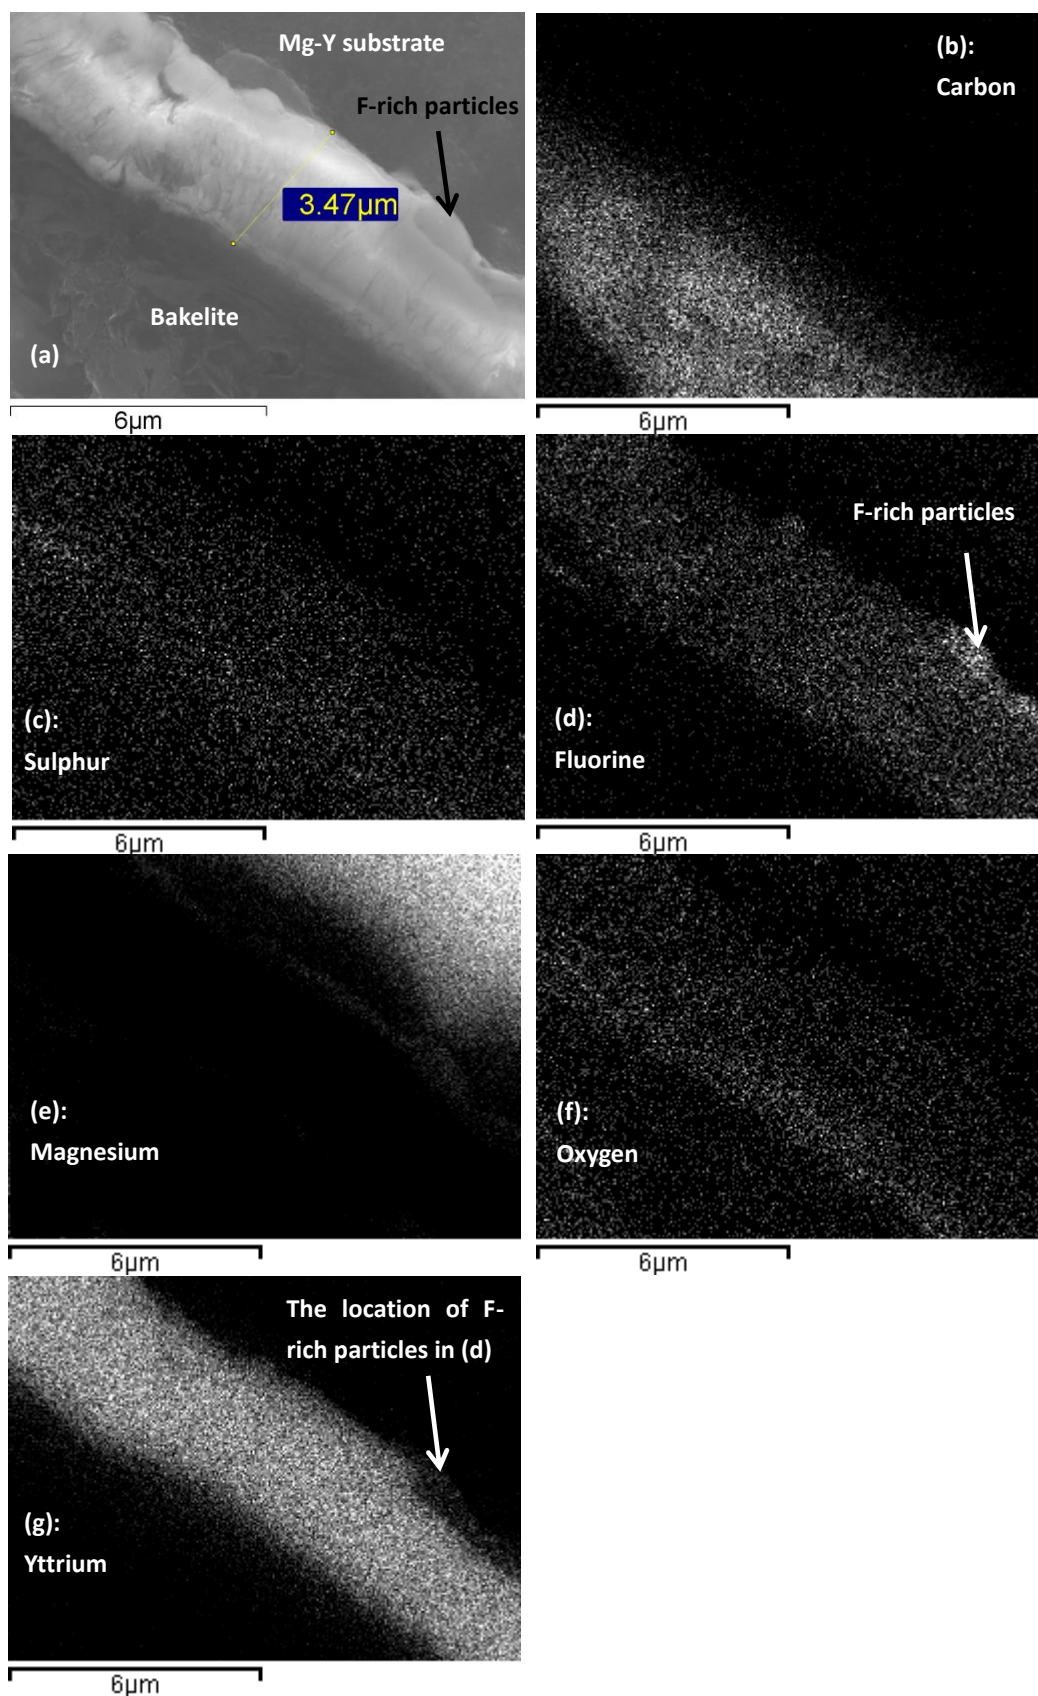 Mg-Y substrate
F-rich particles
3.47µm
Bakelite
(a)
6µm
(b):
Carbon
6µm
(c):
Sulphur
6µm
F-rich particles
(d):
Fluorine
6µm
(e):
Magnesium
6µm
(f):
Oxygen
6µm
The location of F-
rich particles in (d)
(g):
Yttrium
6µm